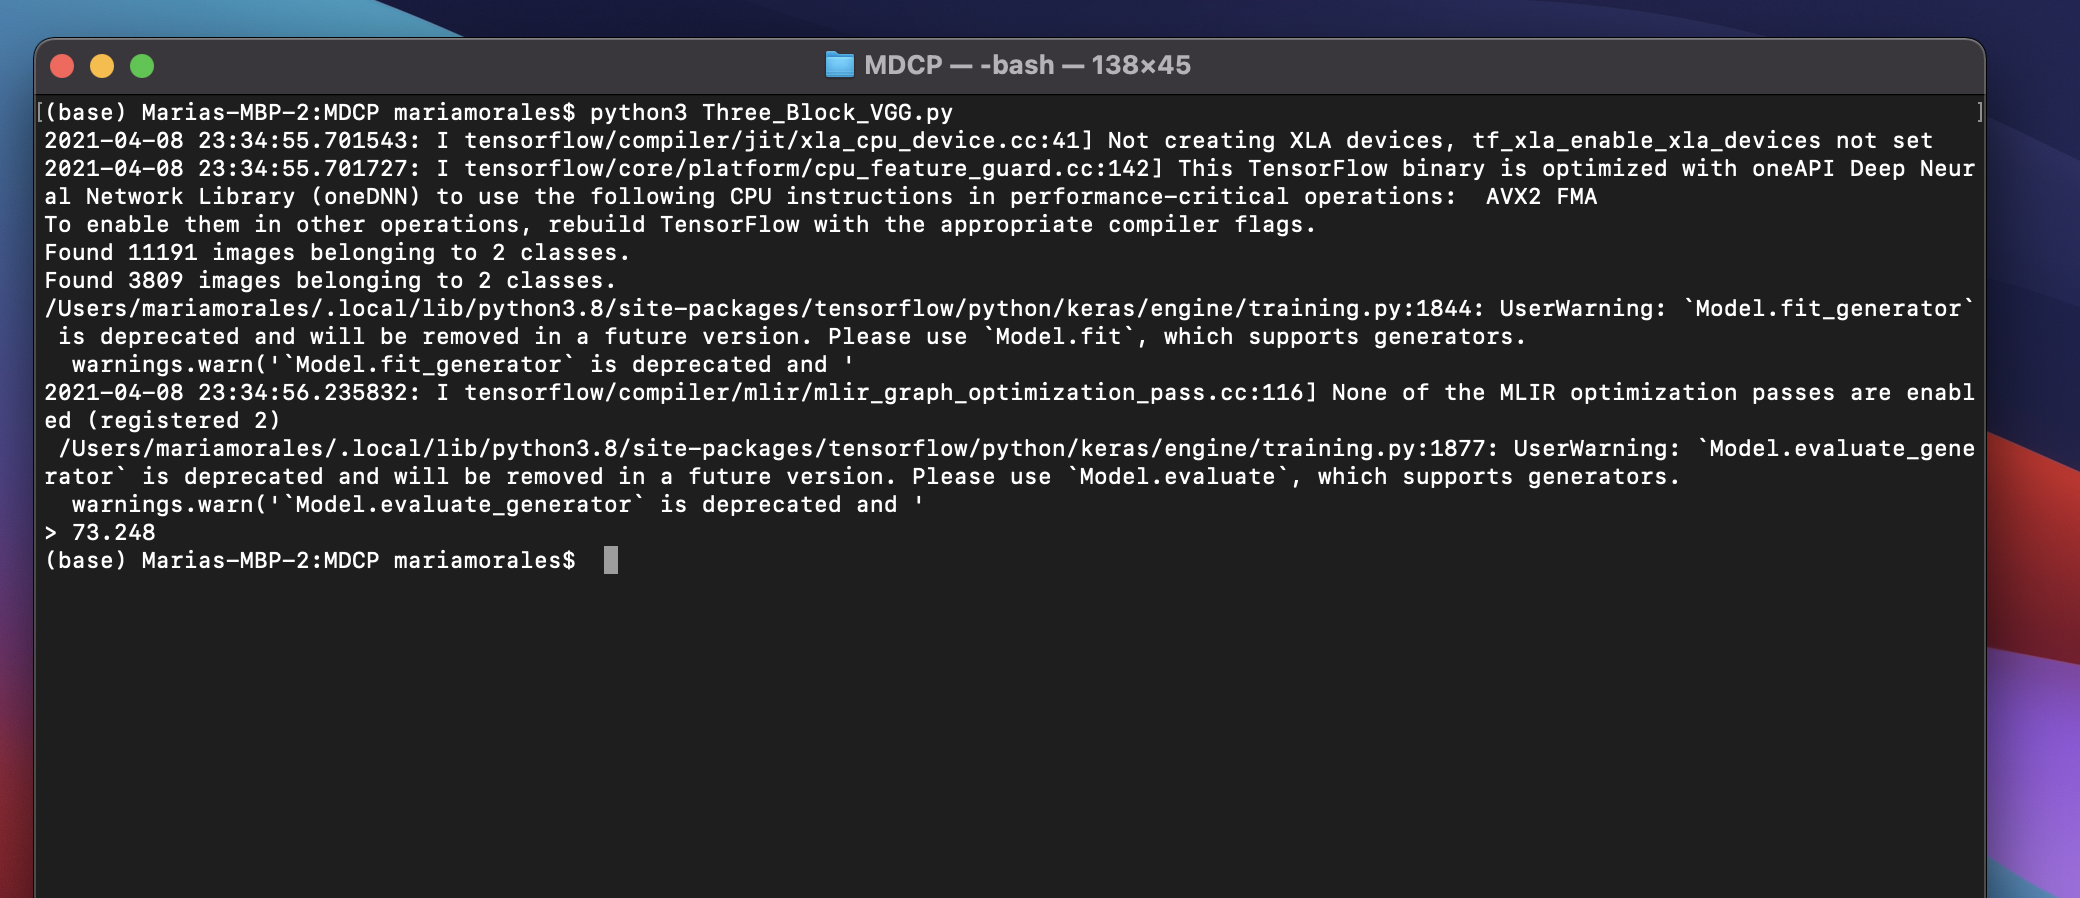 MDCP — -bash — 138×45
[(base) Marias-MBP-2:MDCP mariamorales$ python3 Three_Block_VGG.py ]
2021-04-08 23:34:55.701543: I tensorflow/compiler/jit/xla_cpu_device.cc:41] Not creating XLA devices, tf_xla_enable_xla_devices not set
2021-04-08 23:34:55.701727: I tensorflow/core/platform/cpu_feature_guard.cc:142] This TensorFlow binary is optimized with oneAPI Deep Neur
al Network Library (oneDNN) to use the following CPU instructions in performance-critical operations:  AVX2 FMA
To enable them in other operations, rebuild TensorFlow with the appropriate compiler flags.
Found 11191 images belonging to 2 classes.
Found 3809 images belonging to 2 classes.
/Users/mariamorales/.local/lib/python3.8/site-packages/tensorflow/python/keras/engine/training.py:1844: UserWarning: `Model.fit_generator`
 is deprecated and will be removed in a future version. Please use `Model.fit`, which supports generators.
  warnings.warn('`Model.fit_generator` is deprecated and '
2021-04-08 23:34:56.235832: I tensorflow/compiler/mlir/mlir_graph_optimization_pass.cc:116] None of the MLIR optimization passes are enabl
ed (registered 2)
 /Users/mariamorales/.local/lib/python3.8/site-packages/tensorflow/python/keras/engine/training.py:1877: UserWarning: `Model.evaluate_gene
rator` is deprecated and will be removed in a future version. Please use `Model.evaluate`, which supports generators.
  warnings.warn('`Model.evaluate_generator` is deprecated and '
> 73.248
(base) Marias-MBP-2:MDCP mariamorales$